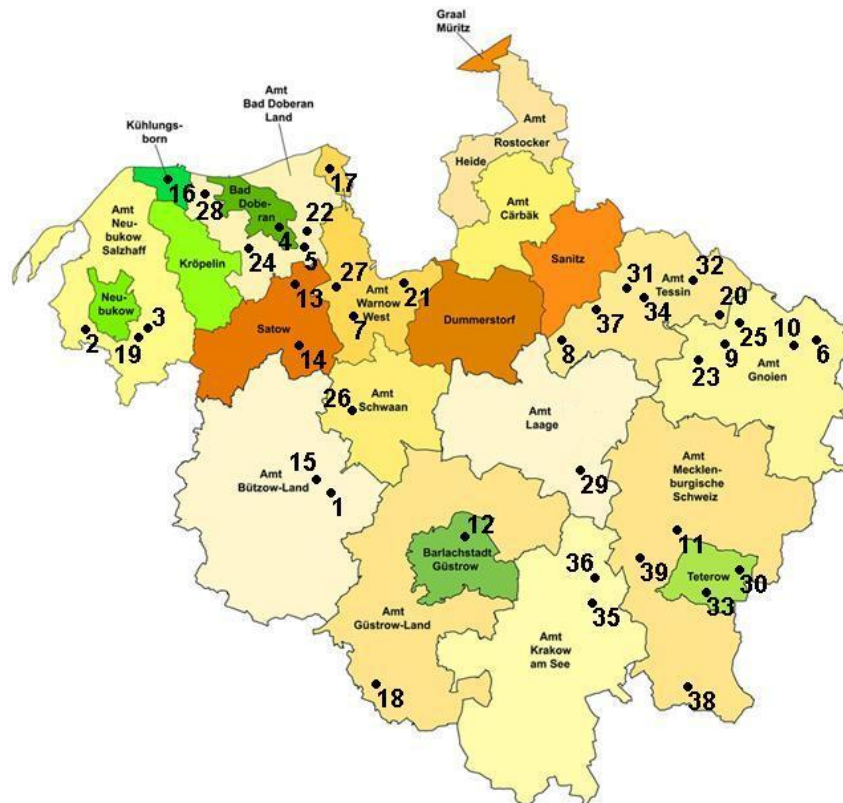 Graal
Müritz
Amt
Bad Doberan
Land
Kühlungs-
born
Amt
Rostocker
Heide
Amt
Cärbäk
16
28
Bad
Dobe-
ran
4
22
5
24
17
Amt
Neu-
bukow
Salzhaff
Kröpelin
Neu-
bukow
2
3
19
13
Satow
14
27
Amt
Warnow
West
21
7
Dummerstorf
Sanitz
31
Amt
Tessin
32
34
37
20
8
25
10
6
9
23
Amt
Gnoien
26
Amt
Schwaan
Amt
Laage
29
15
Amt
Bützow-Land
1
Amt
Mecklen-
burgische
Schweiz
11
12
Barlachstadt
Güstrow
36
35
39
Teterow
30
33
Amt
Güstrow-Land
18
Amt
Krakow
am See
38